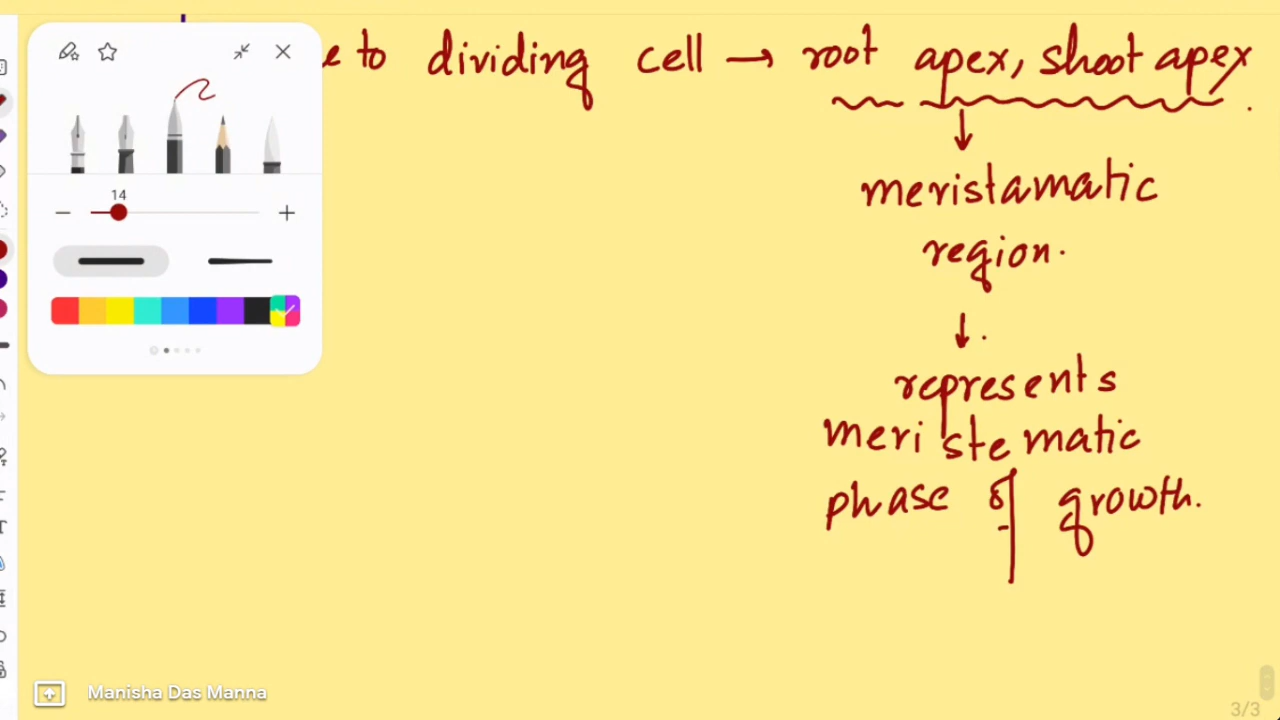 e to dividing cell → root apex, shoot apex.
↓
meristamatic
region.
↓.
represents
meristematic
phase of growth.
14
Manisha Das Manna
3/3